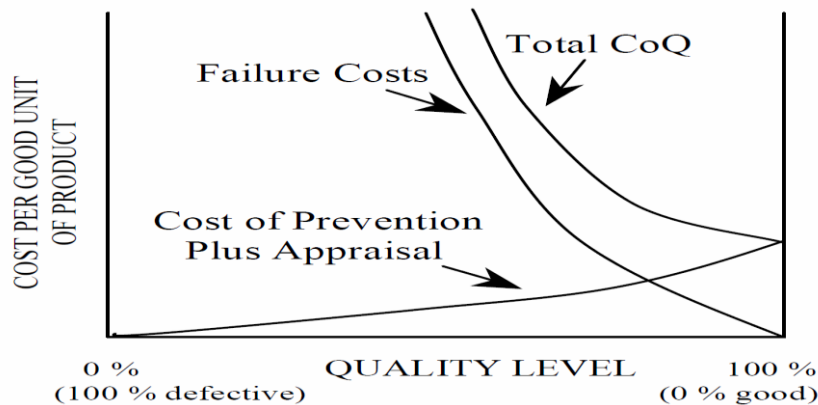 Total CoQ
Failure Costs
COST PER GOOD UNIT
OF PRODUCT
Cost of Prevention
Plus Appraisal
0 %
(100 % defective)
QUALITY LEVEL
100 %
(0 % good)